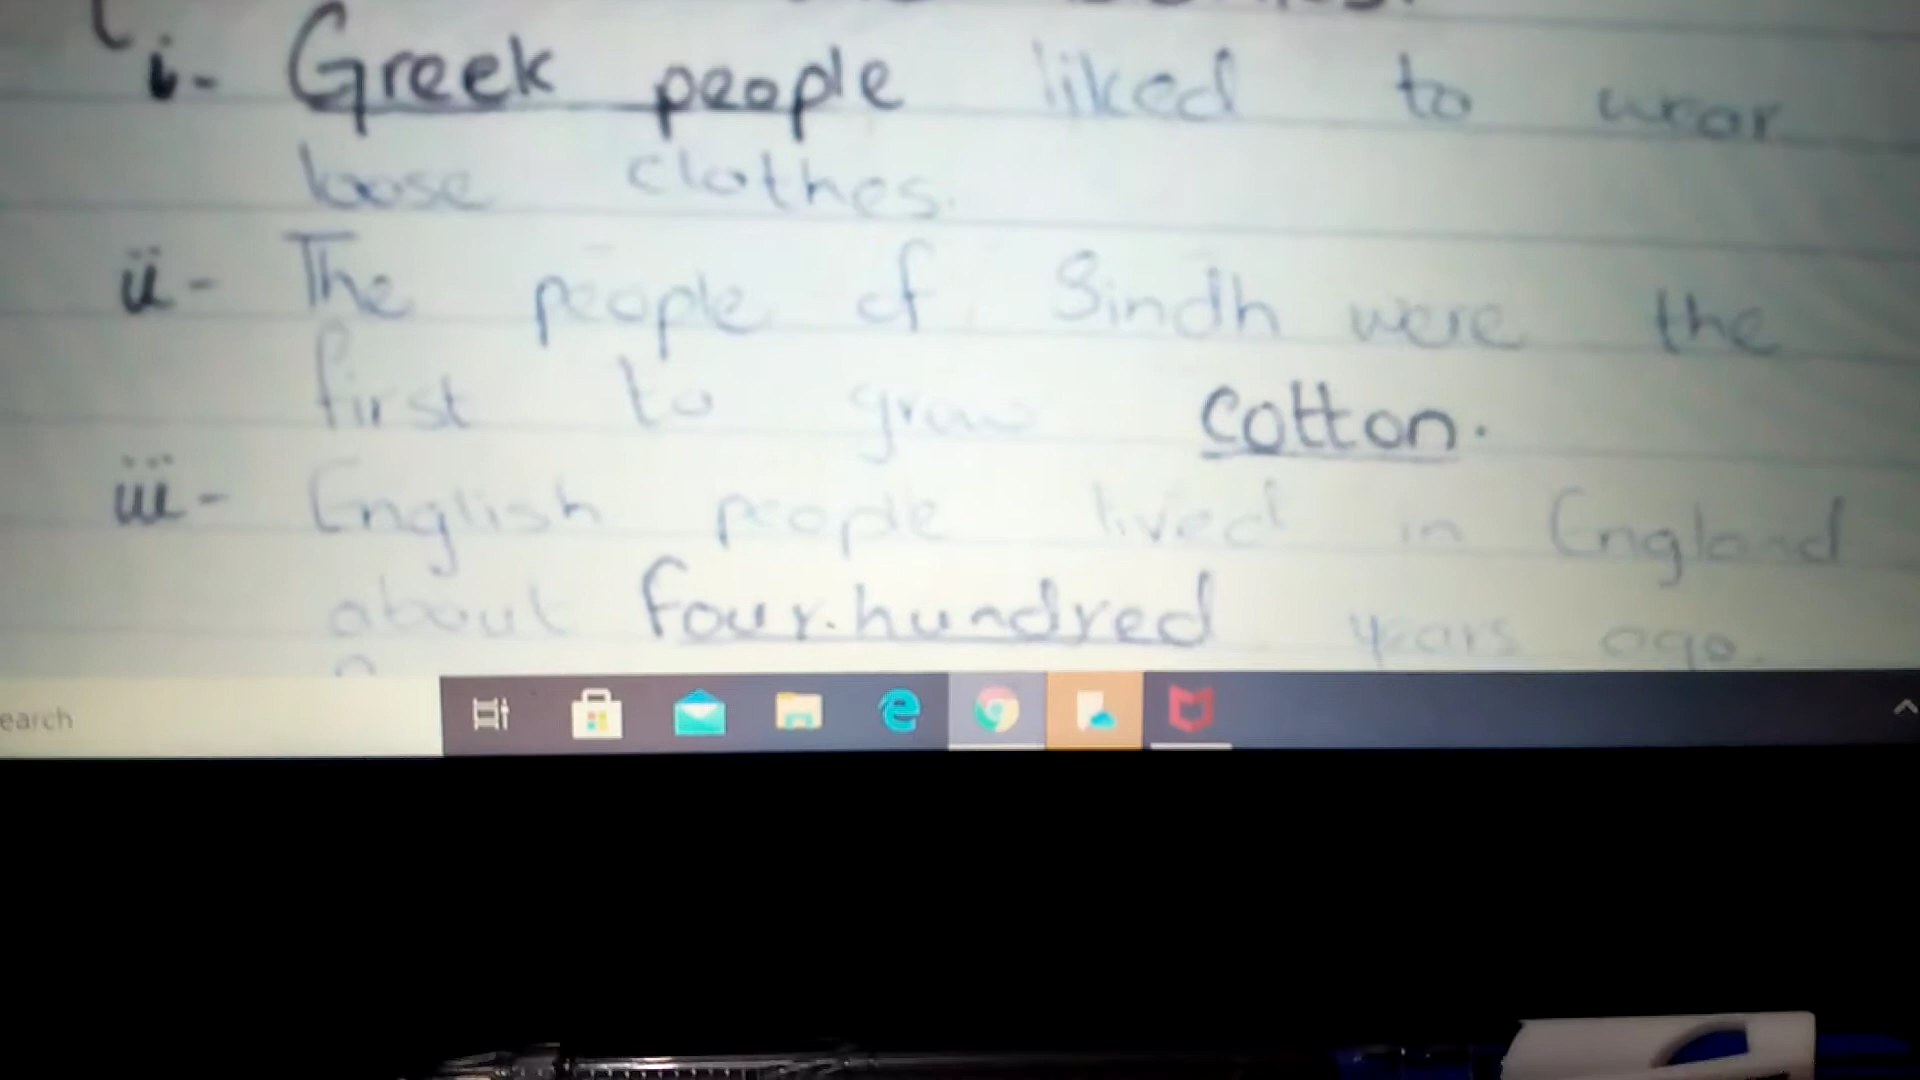 i- Greek people liked to wear
loose clothes.
ii- The people of Sindh were the
first to grow cotton.
iii- English people lived in England
about four.hundred years ago.
earch